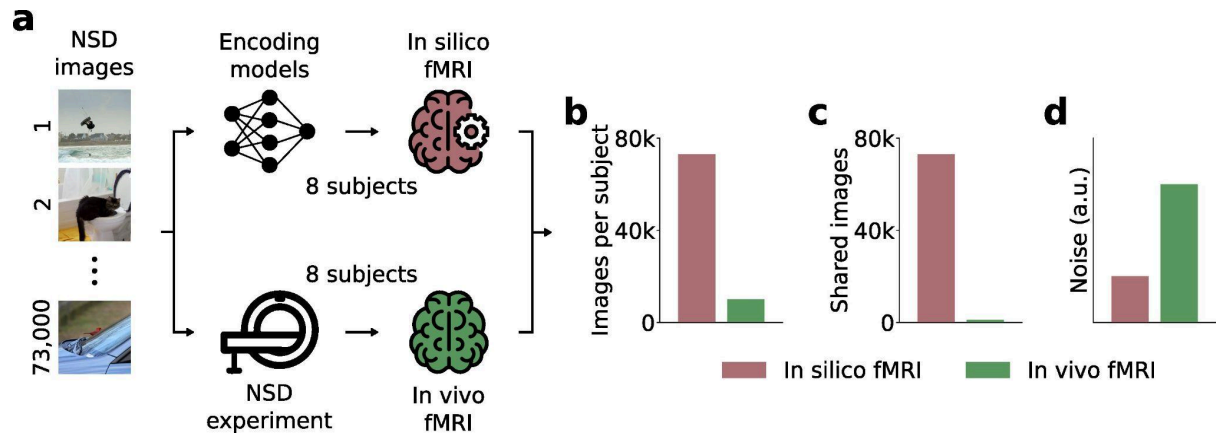 a
NSD
images
1
2
73,000
Encoding
models
8 subjects
In silico
fMRI
8 subjects
NSD
experiment
In vivo
fMRI
b
Images per subject
80k
40k
0
c
Shared images
80k
40k
0
d
Noise (a.u.)
In silico fMRI
In vivo fMRI